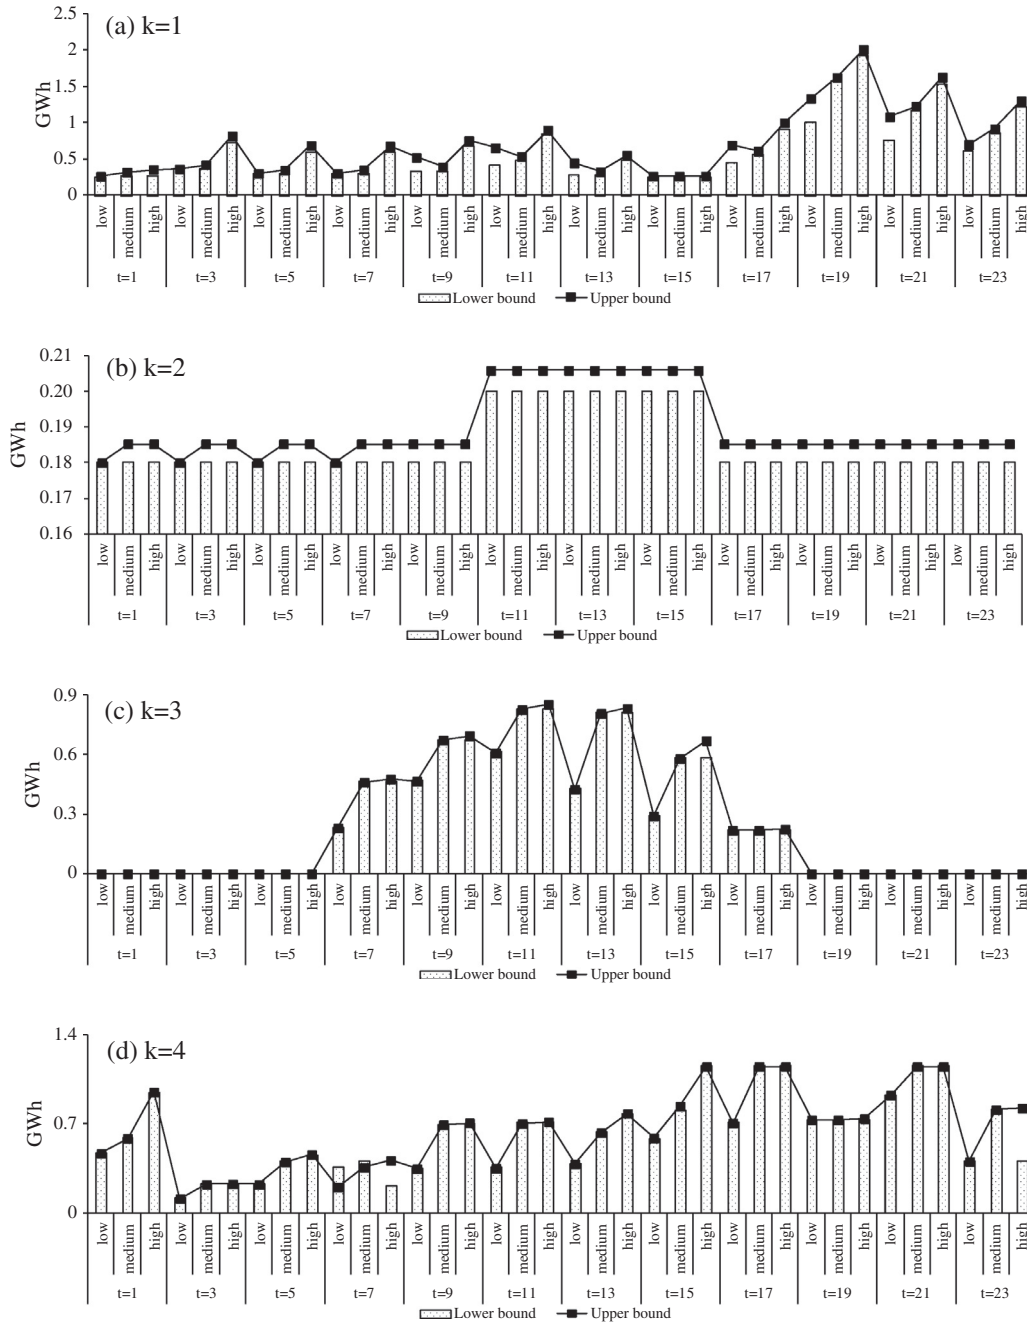 (a) k=1
GWh
2.5
2
1.5
1
0.5
0
low medium high low medium high low medium high low medium high low medium high low medium high low medium high low medium high low medium high low medium high low medium high low medium high
t=1 t=3 t=5 t=7 t=9 t=11 t=13 t=15 t=17 t=19 t=21 t=23
Lower bound Upper bound
(b) k=2
GWh
0.21
0.20
0.19
0.18
0.17
0.16
low medium high low medium high low medium high low medium high low medium high low medium high low medium high low medium high low medium high low medium high low medium high low medium high
t=1 t=3 t=5 t=7 t=9 t=11 t=13 t=15 t=17 t=19 t=21 t=23
Lower bound Upper bound
(c) k=3
GWh
0.9
0.6
0.3
0
low medium high low medium high low medium high low medium high low medium high low medium high low medium high low medium high low medium high low medium high low medium high low medium high
t=1 t=3 t=5 t=7 t=9 t=11 t=13 t=15 t=17 t=19 t=21 t=23
Lower bound Upper bound
(d) k=4
GWh
1.4
0.7
0
low medium high low medium high low medium high low medium high low medium high low medium high low medium high low medium high low medium high low medium high low medium high low medium high
t=1 t=3 t=5 t=7 t=9 t=11 t=13 t=15 t=17 t=19 t=21 t=23
Lower bound Upper bound